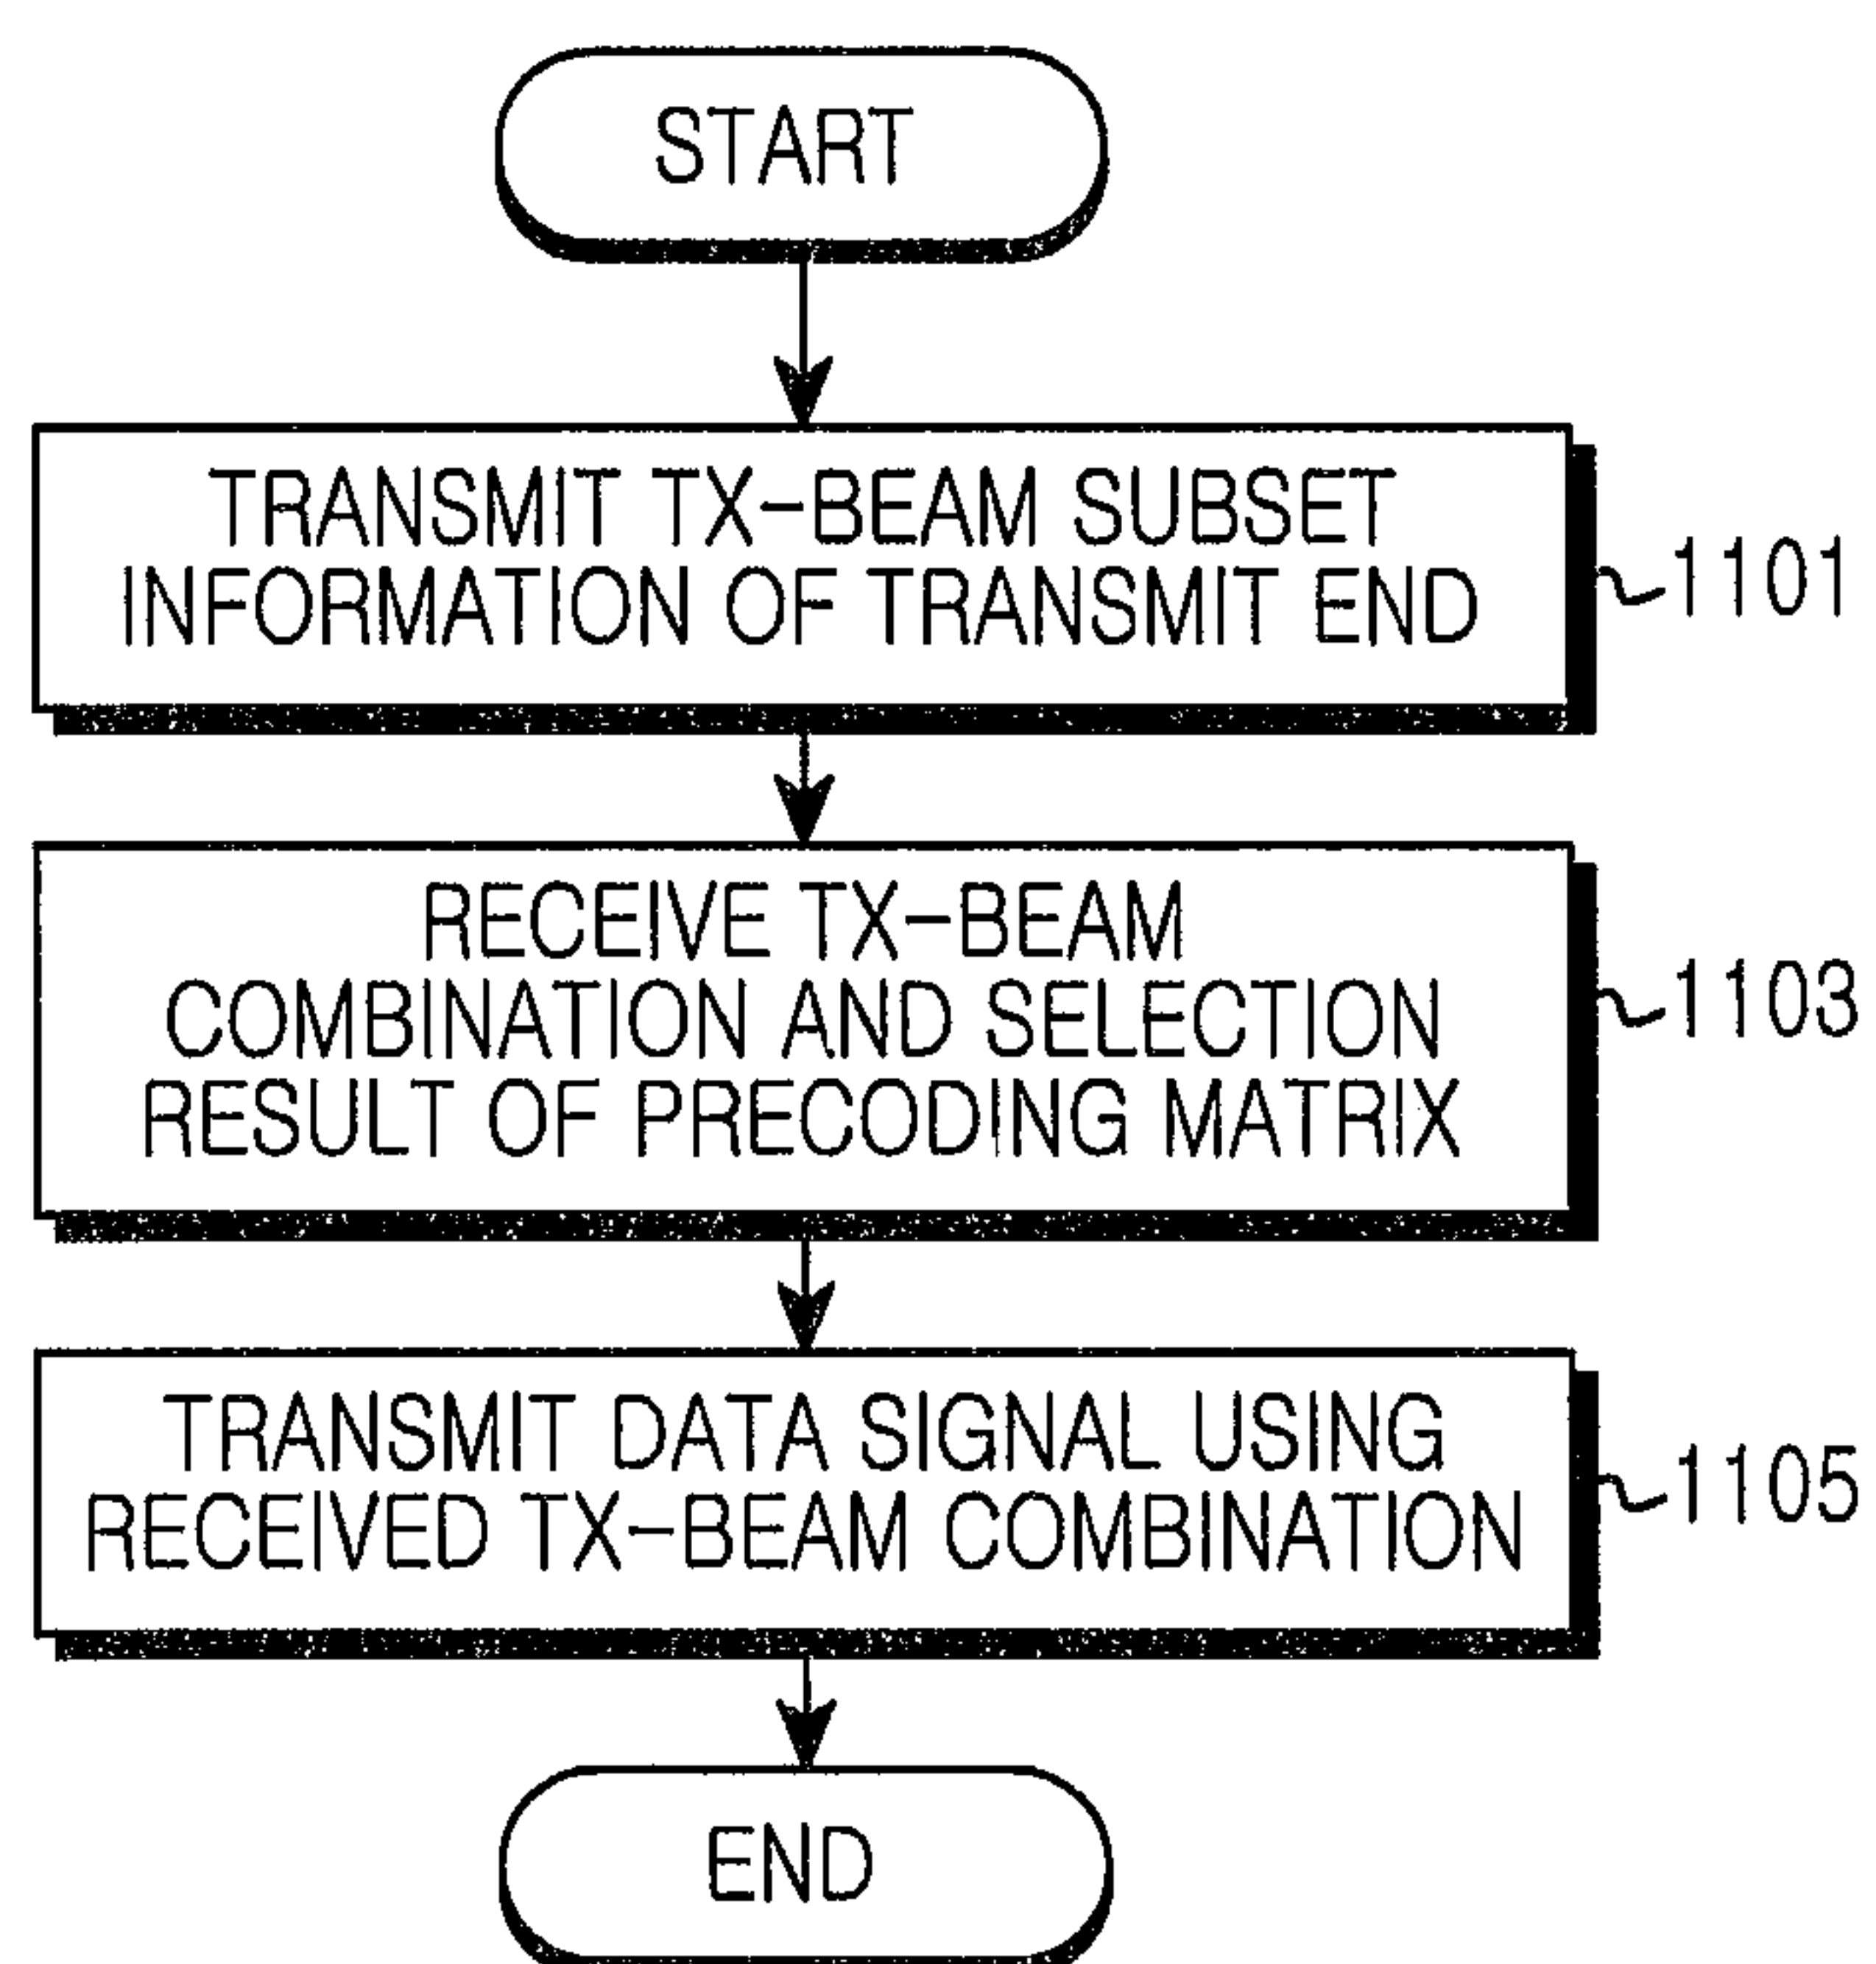 START
TRANSMIT TX-BEAM SUBSET
INFORMATION OF TRANSMIT END
1101
RECEIVE TX-BEAM
COMBINATION AND SELECTION
RESULT OF PRECODING MATRIX
1103
TRANSMIT DATA SIGNAL USING
RECEIVED TX-BEAM COMBINATION
1105
END